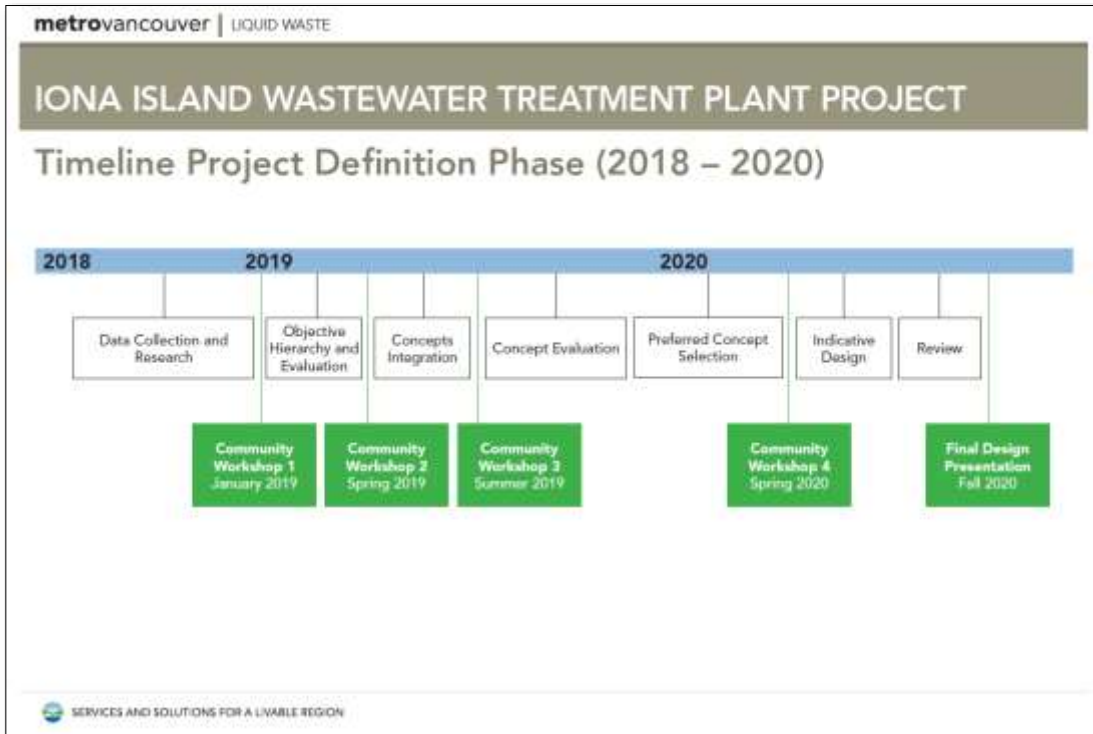 metrovancouver | LIQUID WASTE
IONA ISLAND WASTEWATER TREATMENT PLANT PROJECT
Timeline Project Definition Phase (2018 – 2020)
2018 2019 2020
Data Collection and
Research
Objective
Hierarchy and
Evaluation
Concepts
Integration
Concept Evaluation
Preferred Concept
Selection
Indicative
Design
Review
Community
Workshop 1
January 2019
Community
Workshop 2
Spring 2019
Community
Workshop 3
Summer 2019
Community
Workshop 4
Spring 2020
Final Design
Presentation
Fall 2020
SERVICES AND SOLUTIONS FOR A LIVABLE REGION